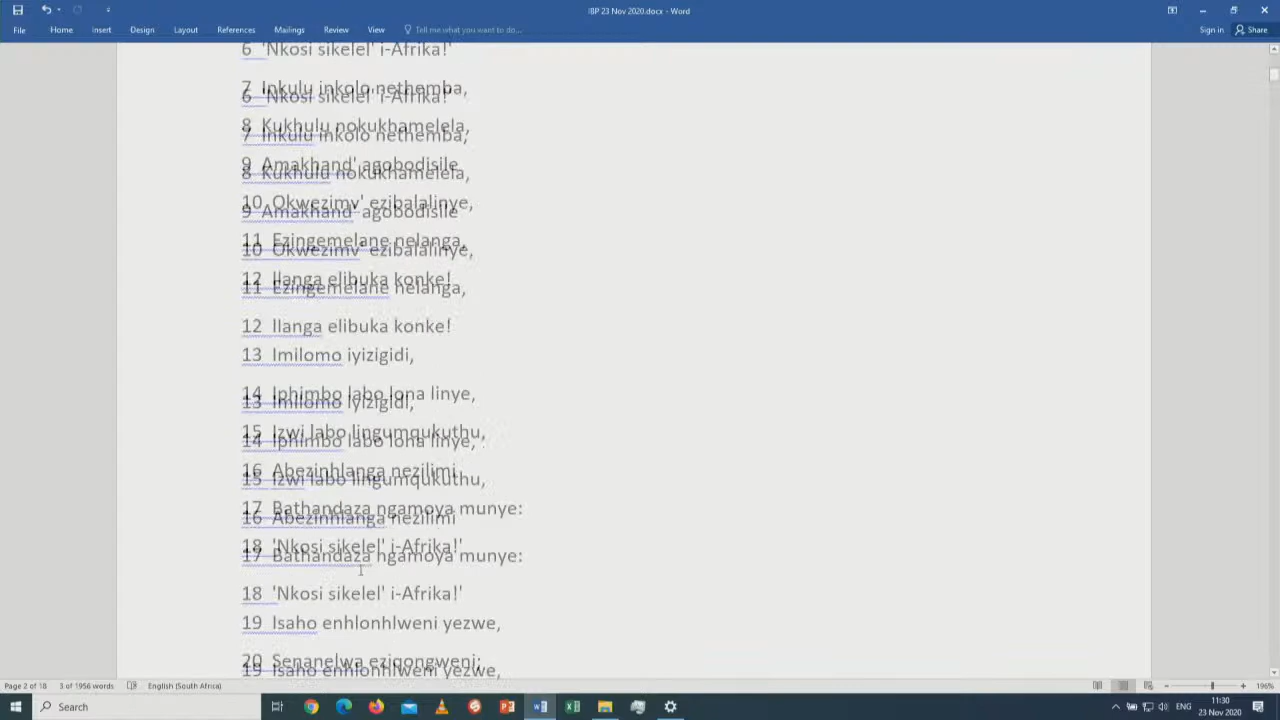 IBP 23 Nov 2020.docx - Word
File Home Insert Design Layout References Mailings Review View Tell me what you want to do... Sign in Share
6 'Nkosi sikelel' i-Afrika!'
7 Inkulu inkolo nethemba,
8 Kukhulu nokukhamelela,
9 Amakhand' agobodisile
10 Okwezimv' ezibalalinye,
11 Ezingemelane nelanga,
12 Ilanga elibuka konke!
13 Imilomo iyizigidi,
14 Iphimbo labo lona linye,
15 Izwi labo lingumqukuthu,
16 Abezinhlanga nezilimi
17 Bathandaza ngamoya munye:
18 'Nkosi sikelel' i-Afrika!'
19 Isaho enhlonhlweni yezwe,
20 Senanelwa eziqongweni;
Page 2 of 18 3 of 1956 words English (South Africa) 196%
Search ENG 11:30
23 Nov 2020